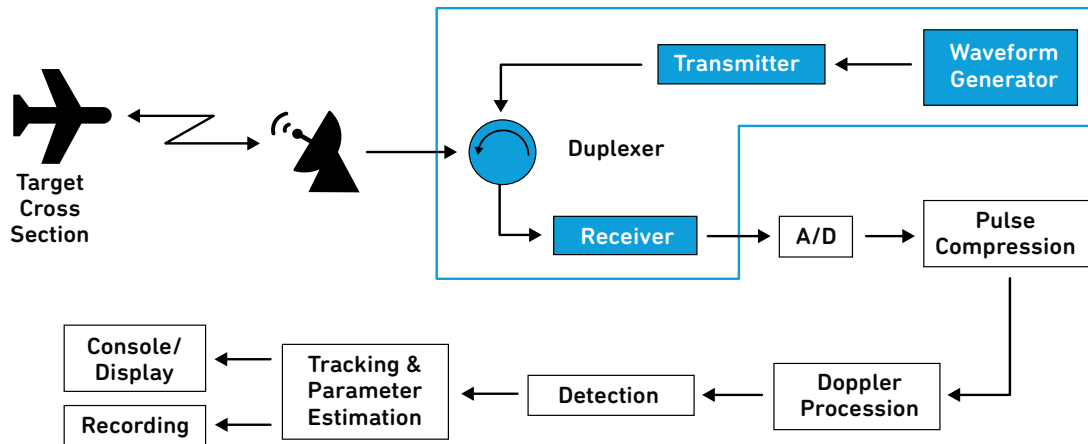 Transmitter
Waveform
Generator
Duplexer
Target
Cross
Section
Receiver
A/D
Pulse
Compression
Console/
Display
Tracking &
Parameter
Estimation
Detection
Doppler
Procession
Recording